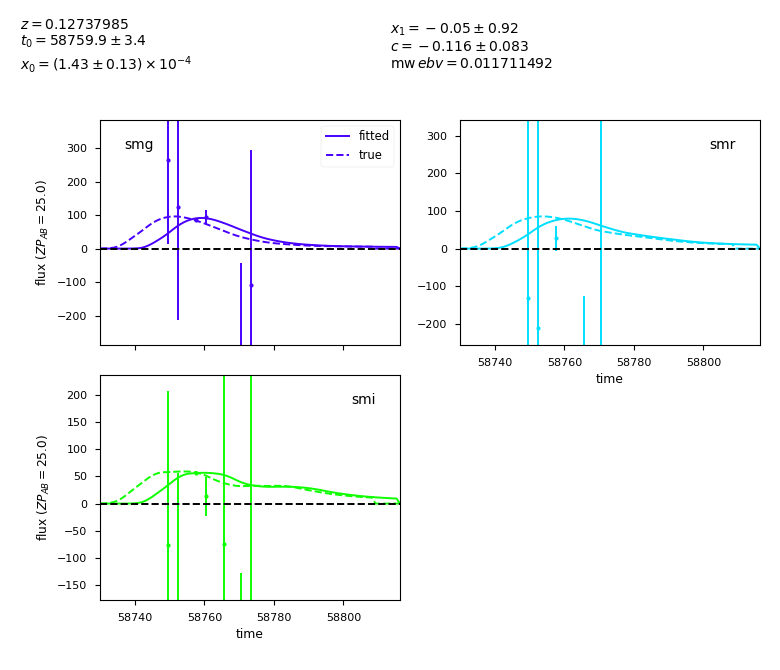 z = 0.12737985
t0 = 58759.9 ± 3.4
x0 = (1.43 ± 0.13) × 10⁻⁴
x1 = −0.05 ± 0.92
c = −0.116 ± 0.083
mw ebv = 0.011711492
smg
fitted
true
300
200
100
0
−100
−200
flux (ZP_AB = 25.0)
smr
300
200
100
0
−100
−200
58740 58760 58780 58800
time
smi
200
150
100
50
0
−50
−100
−150
flux (ZP_AB = 25.0)
58740 58760 58780 58800
time